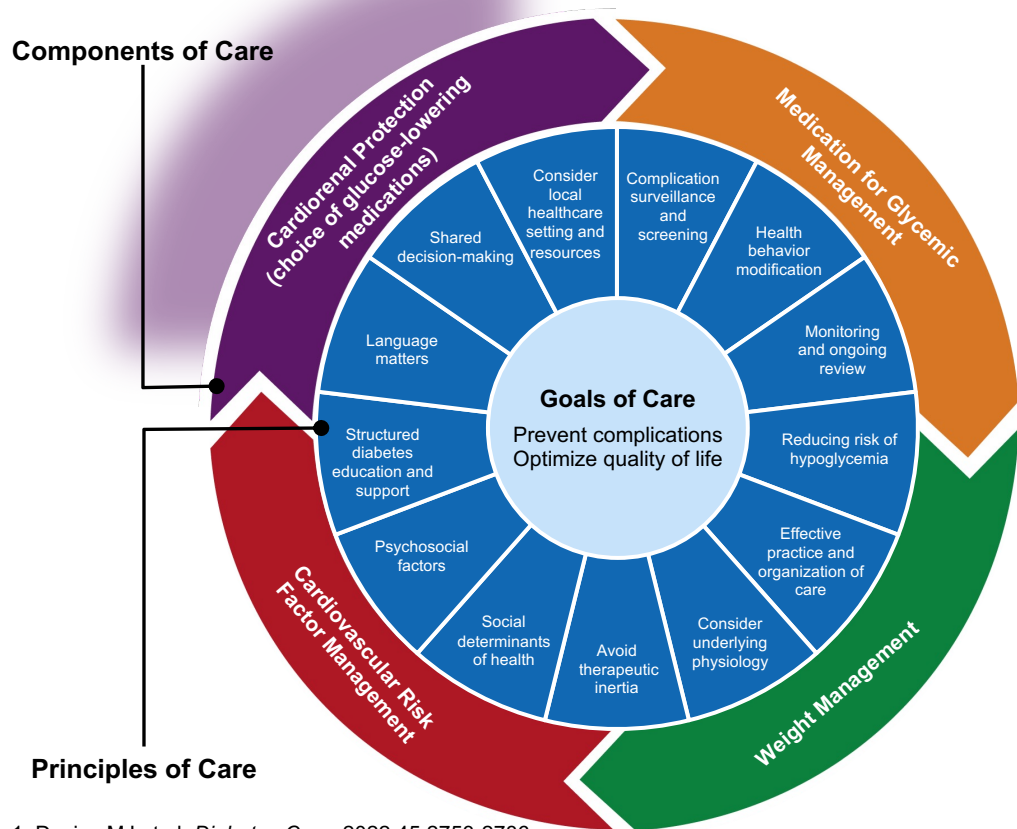 Components of Care
Cardiorenal Protection
(choice of glucose-lowering
medications)
Medication for Glycemic
Management
Consider
local
healthcare
setting and
resources
Complication
surveillance
and
screening
Health
behavior
modification
Monitoring
and ongoing
review
Reducing risk of
hypoglycemia
Effective
practice and
organization of
care
Consider
underlying
physiology
Avoid
therapeutic
inertia
Social
determinants
of health
Psychosocial
factors
Structured
diabetes
education and
support
Language
matters
Shared
decision-making
Goals of Care
Prevent complications
Optimize quality of life
Weight Management
Cardiovascular Risk
Factor Management
Principles of Care